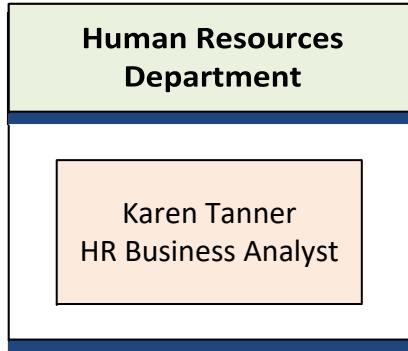 Human Resources
Department
Karen Tanner
HR Business Analyst